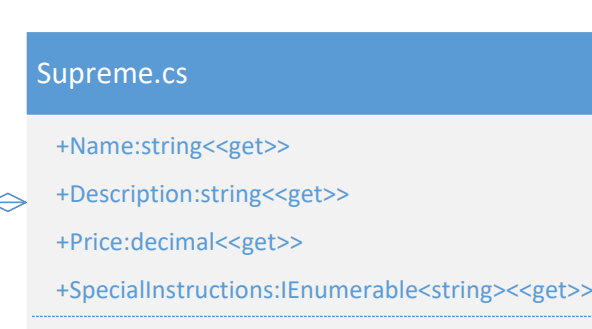 Supreme.cs
+Name:string<<get>>
+Description:string<<get>>
+Price:decimal<<get>>
+SpecialInstructions:IEnumerable<string><<get>>